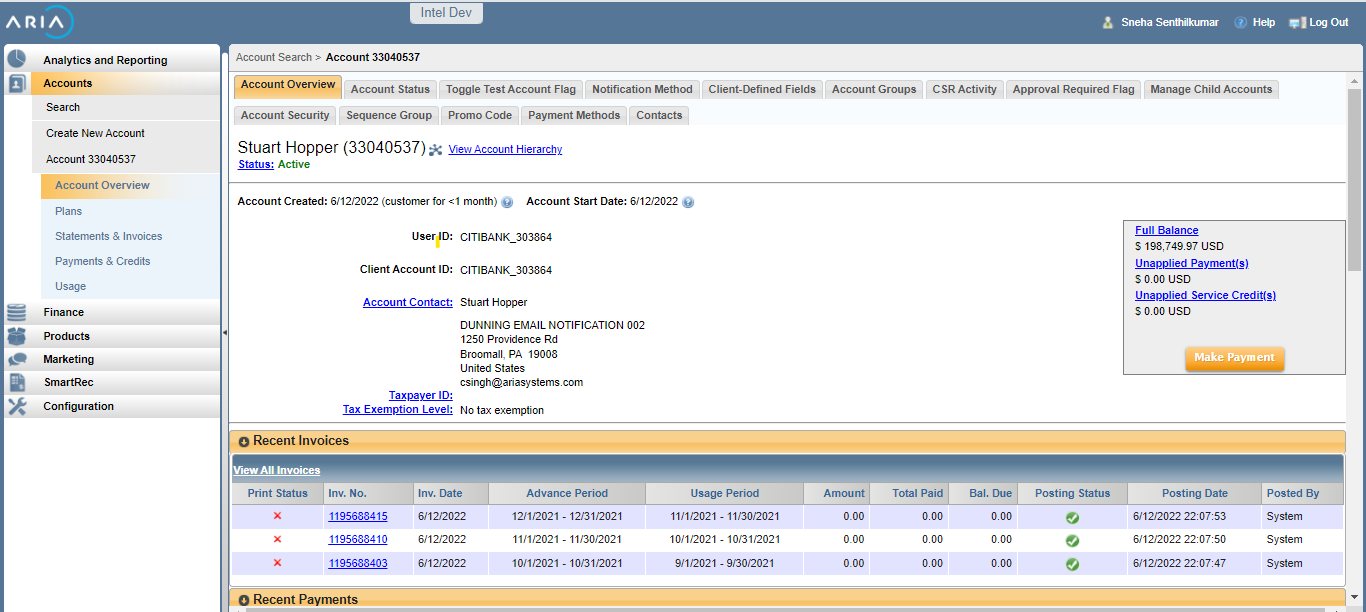 ARIA
Intel Dev
Sneha Senthilkumar Help Log Out
Analytics and Reporting
Accounts
Search
Create New Account
Account 33040537
Account Overview
Plans
Statements & Invoices
Payments & Credits
Usage
Finance
Products
Marketing
SmartRec
Configuration
Account Search > Account 33040537
Account Overview Account Status Toggle Test Account Flag Notification Method Client-Defined Fields Account Groups CSR Activity Approval Required Flag Manage Child Accounts
Account Security Sequence Group Promo Code Payment Methods Contacts
Stuart Hopper (33040537) View Account Hierarchy
Status: Active
Account Created: 6/12/2022 (customer for <1 month) Account Start Date: 6/12/2022
User ID: CITIBANK_303864
Client Account ID: CITIBANK_303864
Account Contact: Stuart Hopper
DUNNING EMAIL NOTIFICATION 002
1250 Providence Rd
Broomall, PA 19008
United States
csingh@ariasystems.com
Taxpayer ID:
Tax Exemption Level: No tax exemption
Full Balance
$ 198,749.97 USD
Unapplied Payment(s)
$ 0.00 USD
Unapplied Service Credit(s)
$ 0.00 USD
Make Payment
Recent Invoices
View All Invoices
Print Status Inv. No. Inv. Date Advance Period Usage Period Amount Total Paid Bal. Due Posting Status Posting Date Posted By
1195688415 6/12/2022 12/1/2021 - 12/31/2021 11/1/2021 - 11/30/2021 0.00 0.00 0.00 6/12/2022 22:07:53 System
1195688410 6/12/2022 11/1/2021 - 11/30/2021 10/1/2021 - 10/31/2021 0.00 0.00 0.00 6/12/2022 22:07:50 System
1195688403 6/12/2022 10/1/2021 - 10/31/2021 9/1/2021 - 9/30/2021 0.00 0.00 0.00 6/12/2022 22:07:47 System
Recent Payments